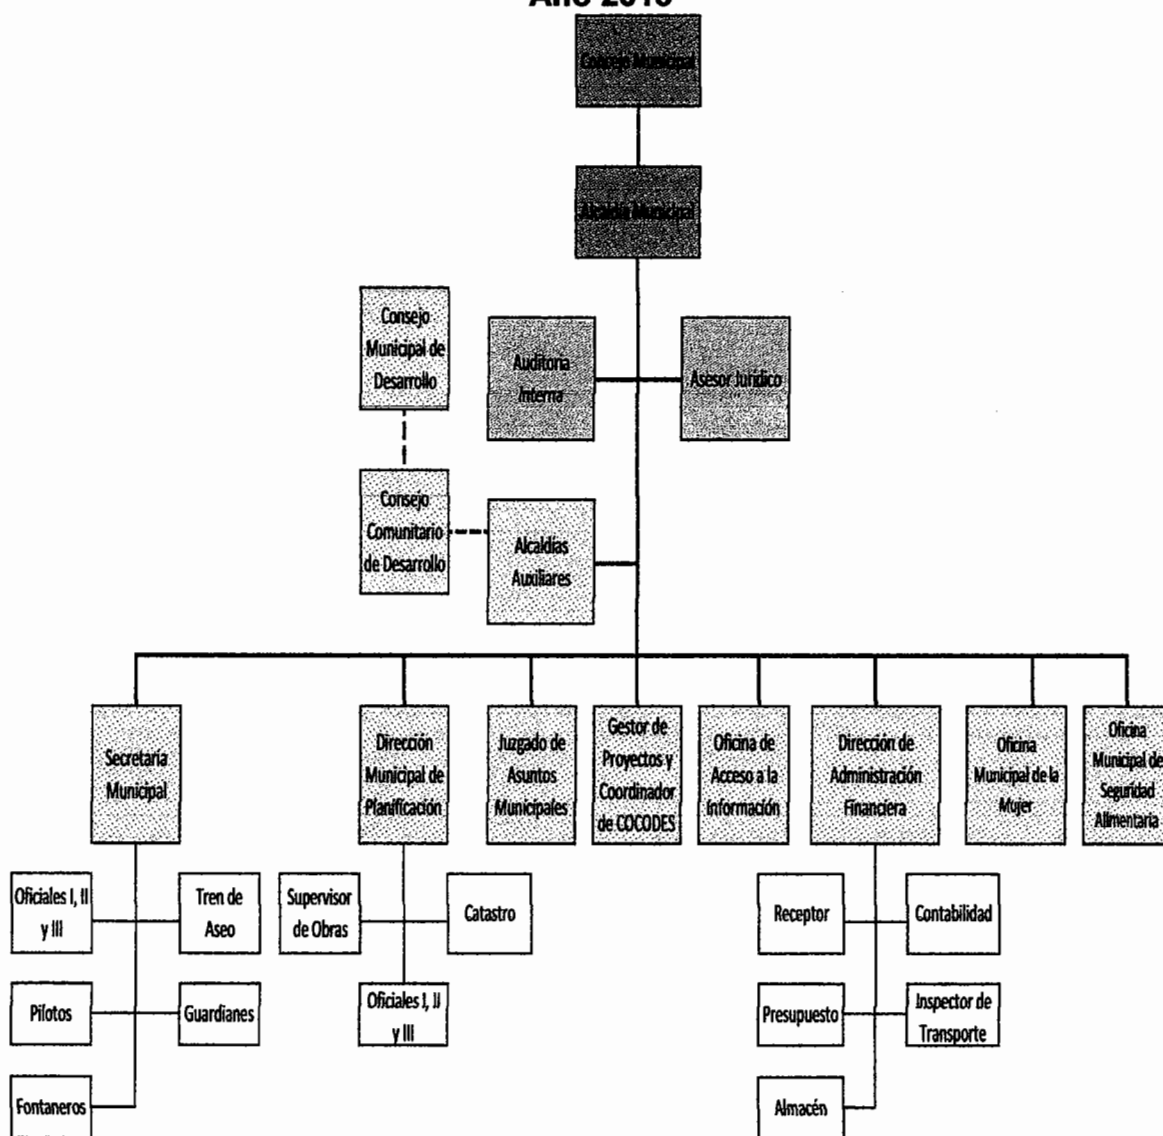 Concejo Municipal
Alcaldía Municipal
Consejo
Municipal de
Desarrollo
Auditoria
Interna
Asesor Jurídico
Consejo
Comunitario
de Desarrollo
Alcaldías
Auxiliares
Secretaría
Municipal
Dirección
Municipal de
Planificación
Juzgado de
Asuntos
Municipales
Gestor de
Proyectos y
Coordinador
de COCODES
Oficina de
Acceso a la
Información
Dirección de
Administración
Financiera
Oficina
Municipal de la
Mujer
Oficina
Municipal de
Seguridad
Alimentaria
Oficiales I, II
y III
Tren de
Aseo
Supervisor
de Obras
Catastro
Receptor
Contabilidad
Pilotos
Guardianes
Oficiales I, II
y III
Presupuesto
Inspector de
Transporte
Fontaneros
Almacén